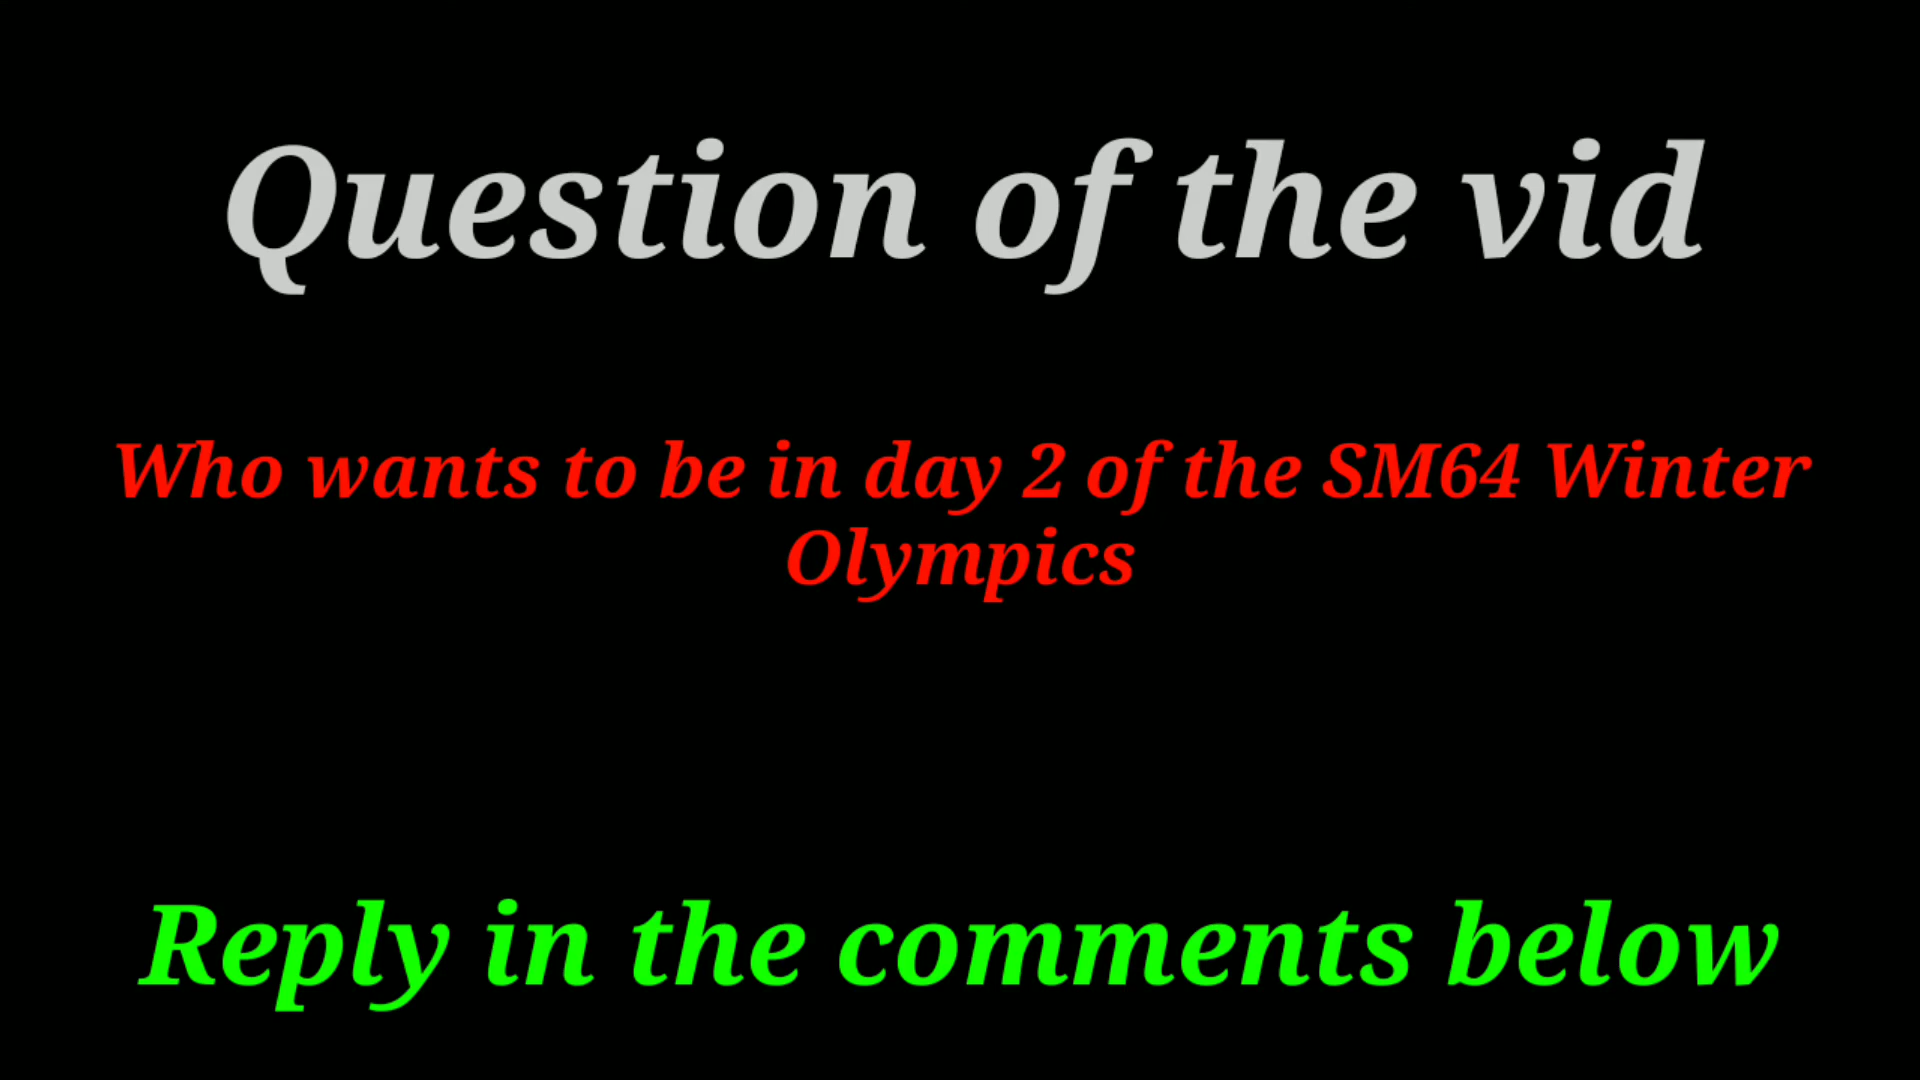 Question of the vid
Who wants to be in day 2 of the SM64 Winter
Olympics
Reply in the comments below